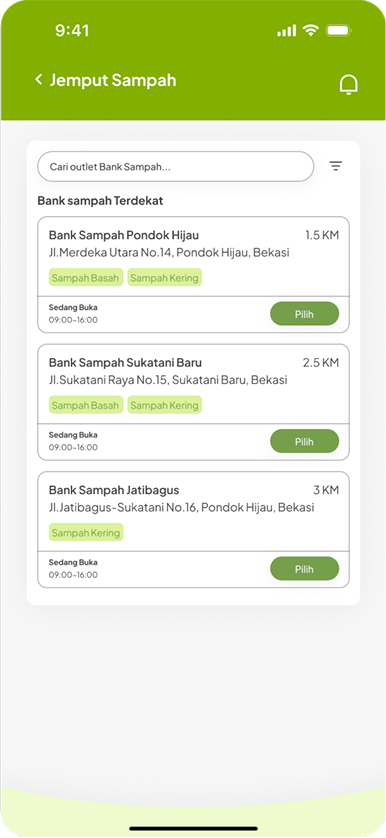 9:41
Jemput Sampah
Cari outlet Bank Sampah...
Bank sampah Terdekat
Bank Sampah Pondok Hijau 1.5 KM
Jl.Merdeka Utara No.14, Pondok Hijau, Bekasi
Sampah Basah Sampah Kering
Sedang Buka
09:00-16:00 Pilih
Bank Sampah Sukatani Baru 2.5 KM
Jl.Sukatani Raya No.15, Sukatani Baru, Bekasi
Sampah Basah Sampah Kering
Sedang Buka
09:00-16:00 Pilih
Bank Sampah Jatibagus 3 KM
Jl.Jatibagus-Sukatani No.16, Pondok Hijau, Bekasi
Sampah Kering
Sedang Buka
09:00-16:00 Pilih